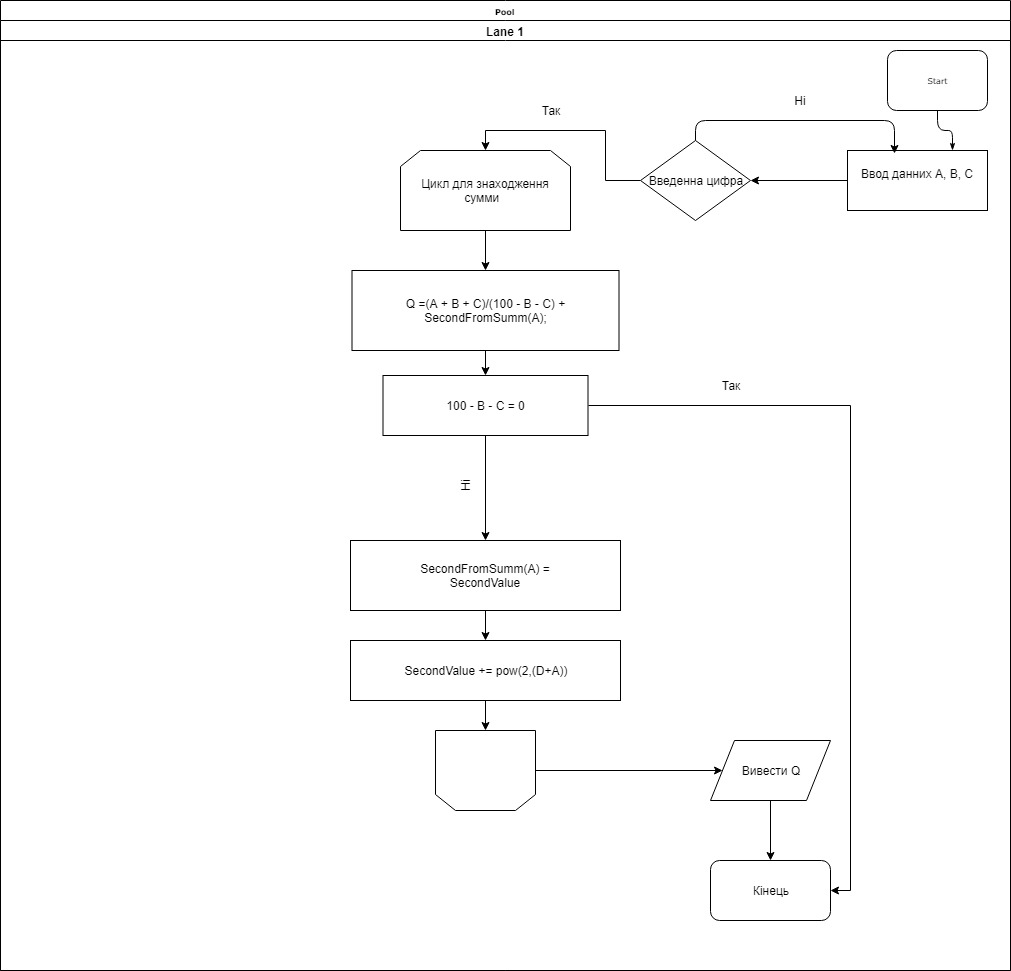 Pool
Lane 1
Start
Ні
Так
Ввод данних A, B, C
Введенна цифра
Цикл для знаходження
сумми
Q =(A + B + C)/(100 - B - C) +
SecondFromSumm(A);
Так
100 - B - C = 0
Ні
SecondFromSumm(A) =
SecondValue
SecondValue += pow(2,(D+A))
Вивести Q
Кінець